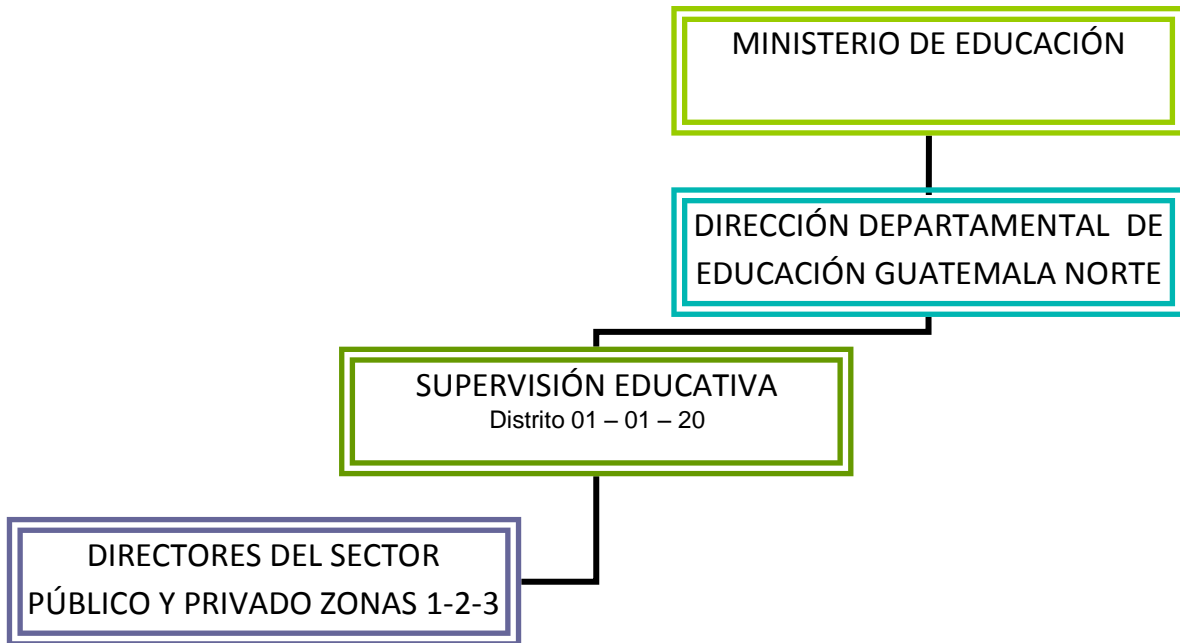 MINISTERIO DE EDUCACIÓN
DIRECCIÓN DEPARTAMENTAL  DE
EDUCACIÓN GUATEMALA NORTE
SUPERVISIÓN EDUCATIVA
Distrito 01 – 01 – 20
DIRECTORES DEL SECTOR
PÚBLICO Y PRIVADO ZONAS 1-2-3